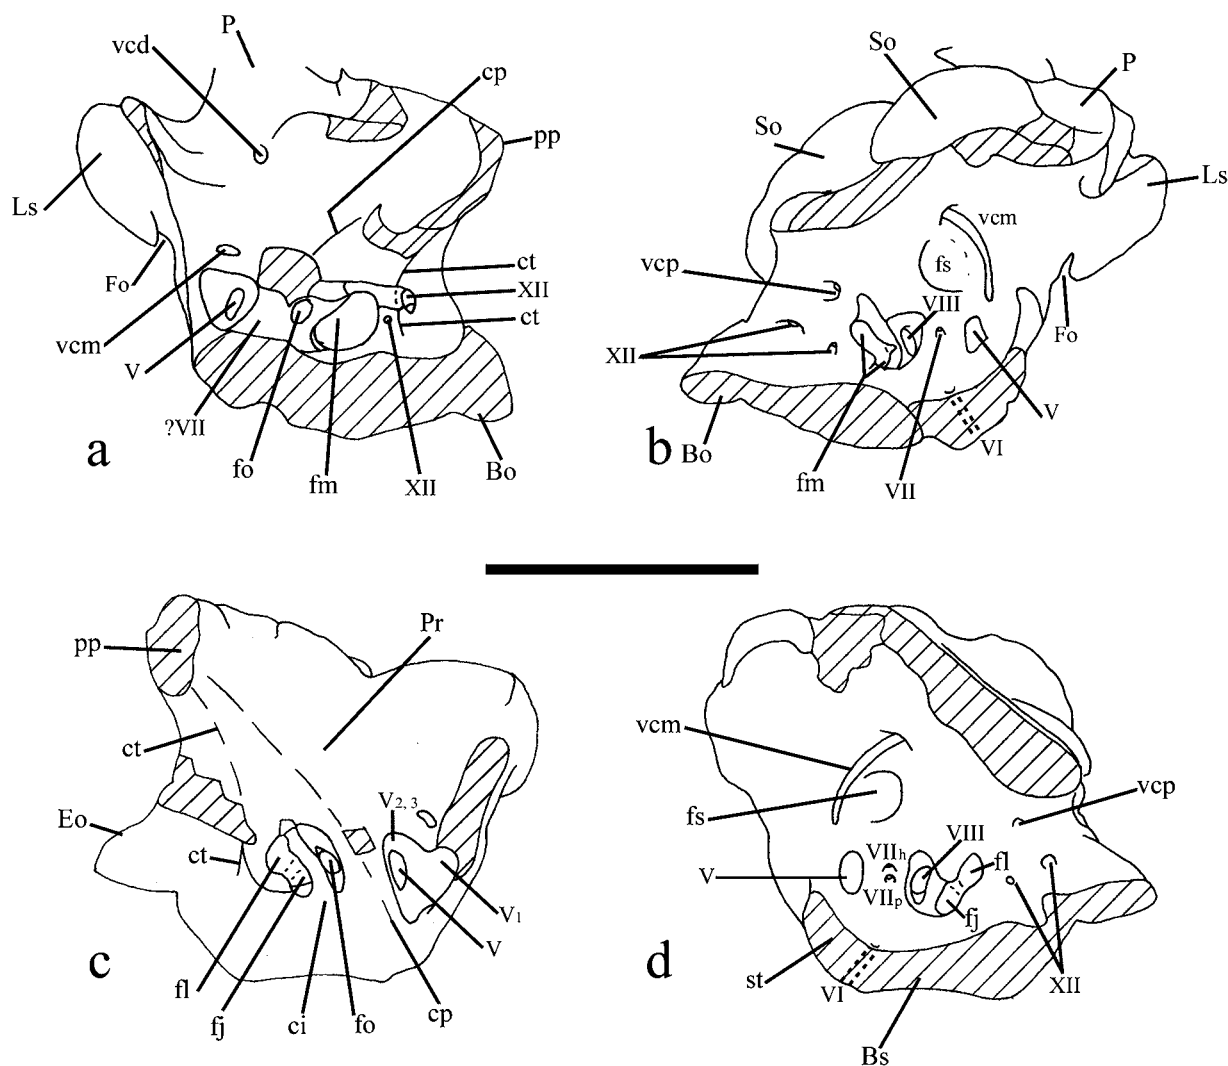 P
vcd
cp
pp
Ls
Fo
ct
XII
ct
vcm
V
?VII
fo
fm
XII
Bo
a
So
P
So
Ls
vcm
fs
vcp
VIII
Fo
XII
V
Bo
VI
fm
VII
b
pp
Pr
ct
V2, 3
Eo
ct
V1
V
fl
fj
ci
fo
cp
c
vcm
vcp
fs
VIII
fl
VIIh
V
VIIp
fj
st
VI
XII
Bs
d